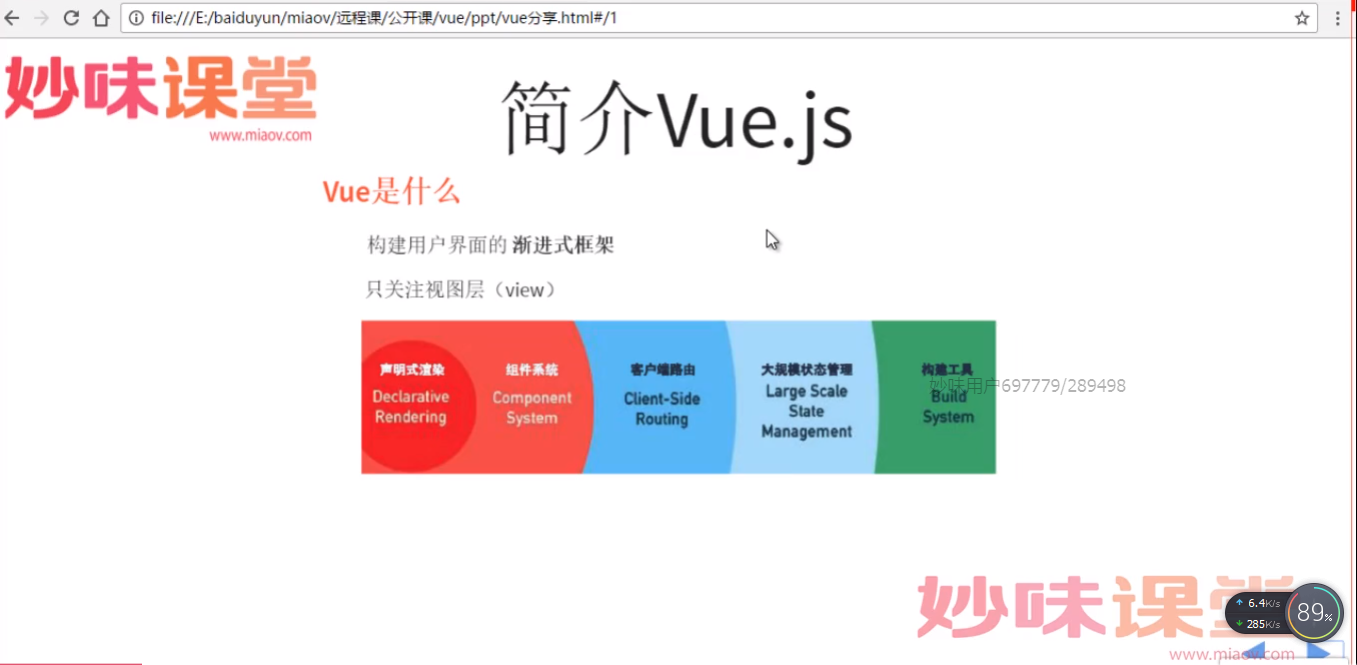 file:///E:/baiduyun/miaov/远程课/公开课/vue/ppt/vue分享.html#/1
妙味课堂
www.miaov.com
简介Vue.js
Vue是什么
构建用户界面的 渐进式框架
只关注视图层（view）
声明式渲染
Declarative
Rendering
组件系统
Component
System
客户端路由
Client-Side
Routing
大规模状态管理
Large Scale
State
Management
构建工具
Build
System
妙味用户697779/289498
妙味课堂
www.miaov.com
6.4K/s
285K/s
89%